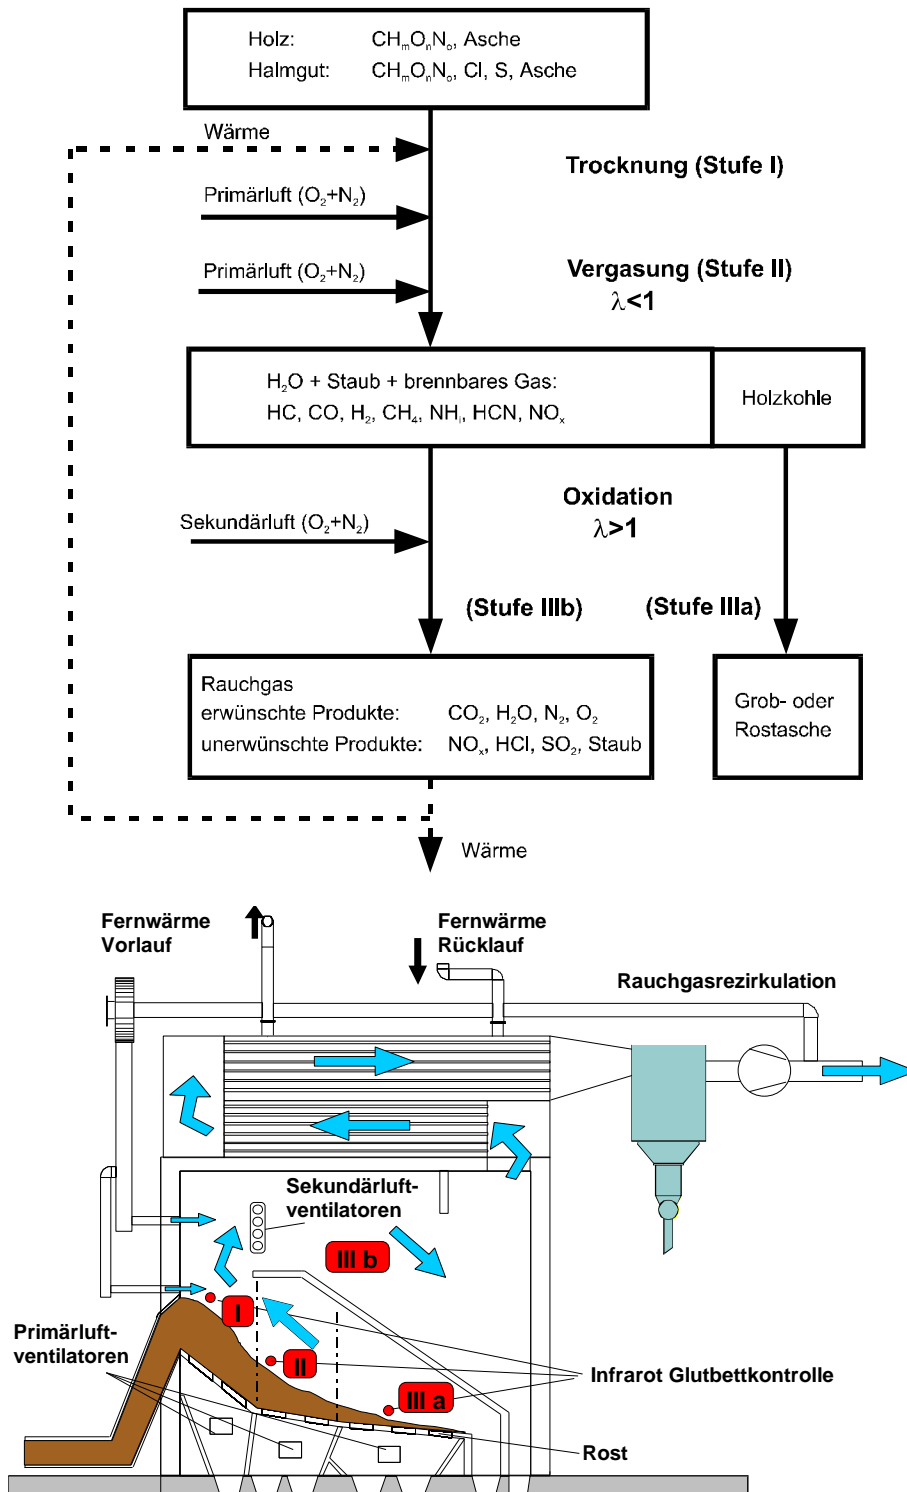 Holz: CHₘOₙNₒ, Asche
Halmgut: CHₘOₙNₒ, Cl, S, Asche
Wärme
Trocknung (Stufe I)
Primärluft (O₂+N₂)
Primärluft (O₂+N₂)
Vergasung (Stufe II)
λ<1
H₂O + Staub + brennbares Gas:
HC, CO, H₂, CH₄, NHᵢ, HCN, NOₓ
Holzkohle
Oxidation
λ>1
Sekundärluft (O₂+N₂)
(Stufe IIIb)
(Stufe IIIa)
Rauchgas
erwünschte Produkte: CO₂, H₂O, N₂, O₂
unerwünschte Produkte: NOₓ, HCl, SO₂, Staub
Grob- oder
Rostasche
Wärme
Fernwärme
Vorlauf
Fernwärme
Rücklauf
Rauchgasrezirkulation
Sekundärluft-
ventilatoren
III b
I
II
III a
Primärluft-
ventilatoren
Infrarot Glutbettkontrolle
Rost